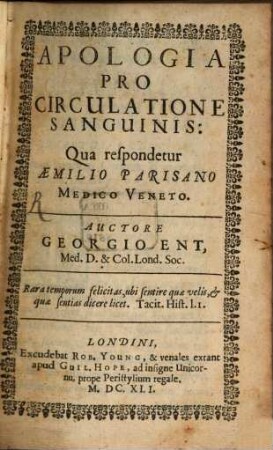 APOLOGIA
PRO
CIRCULATIONE
SANGUINIS:
Qua respondetur
ÆMILIO PARISANO
MEDICO VENETO.
R
AUCTORE
GEORGIO ENT,
Med. D. & Col. Lond. Soc.
Rara temporum felicitas, ubi sentire quæ velis, &
quæ sentias dicere licet. Tacit. Hist. l.1.
LONDINI,
Excudebat ROB. YOUNG, & venales extant
apud GUIL. HOPE, ad insigne Unicor-
nu, prope Peristylium regale.
M. DC. XLI.